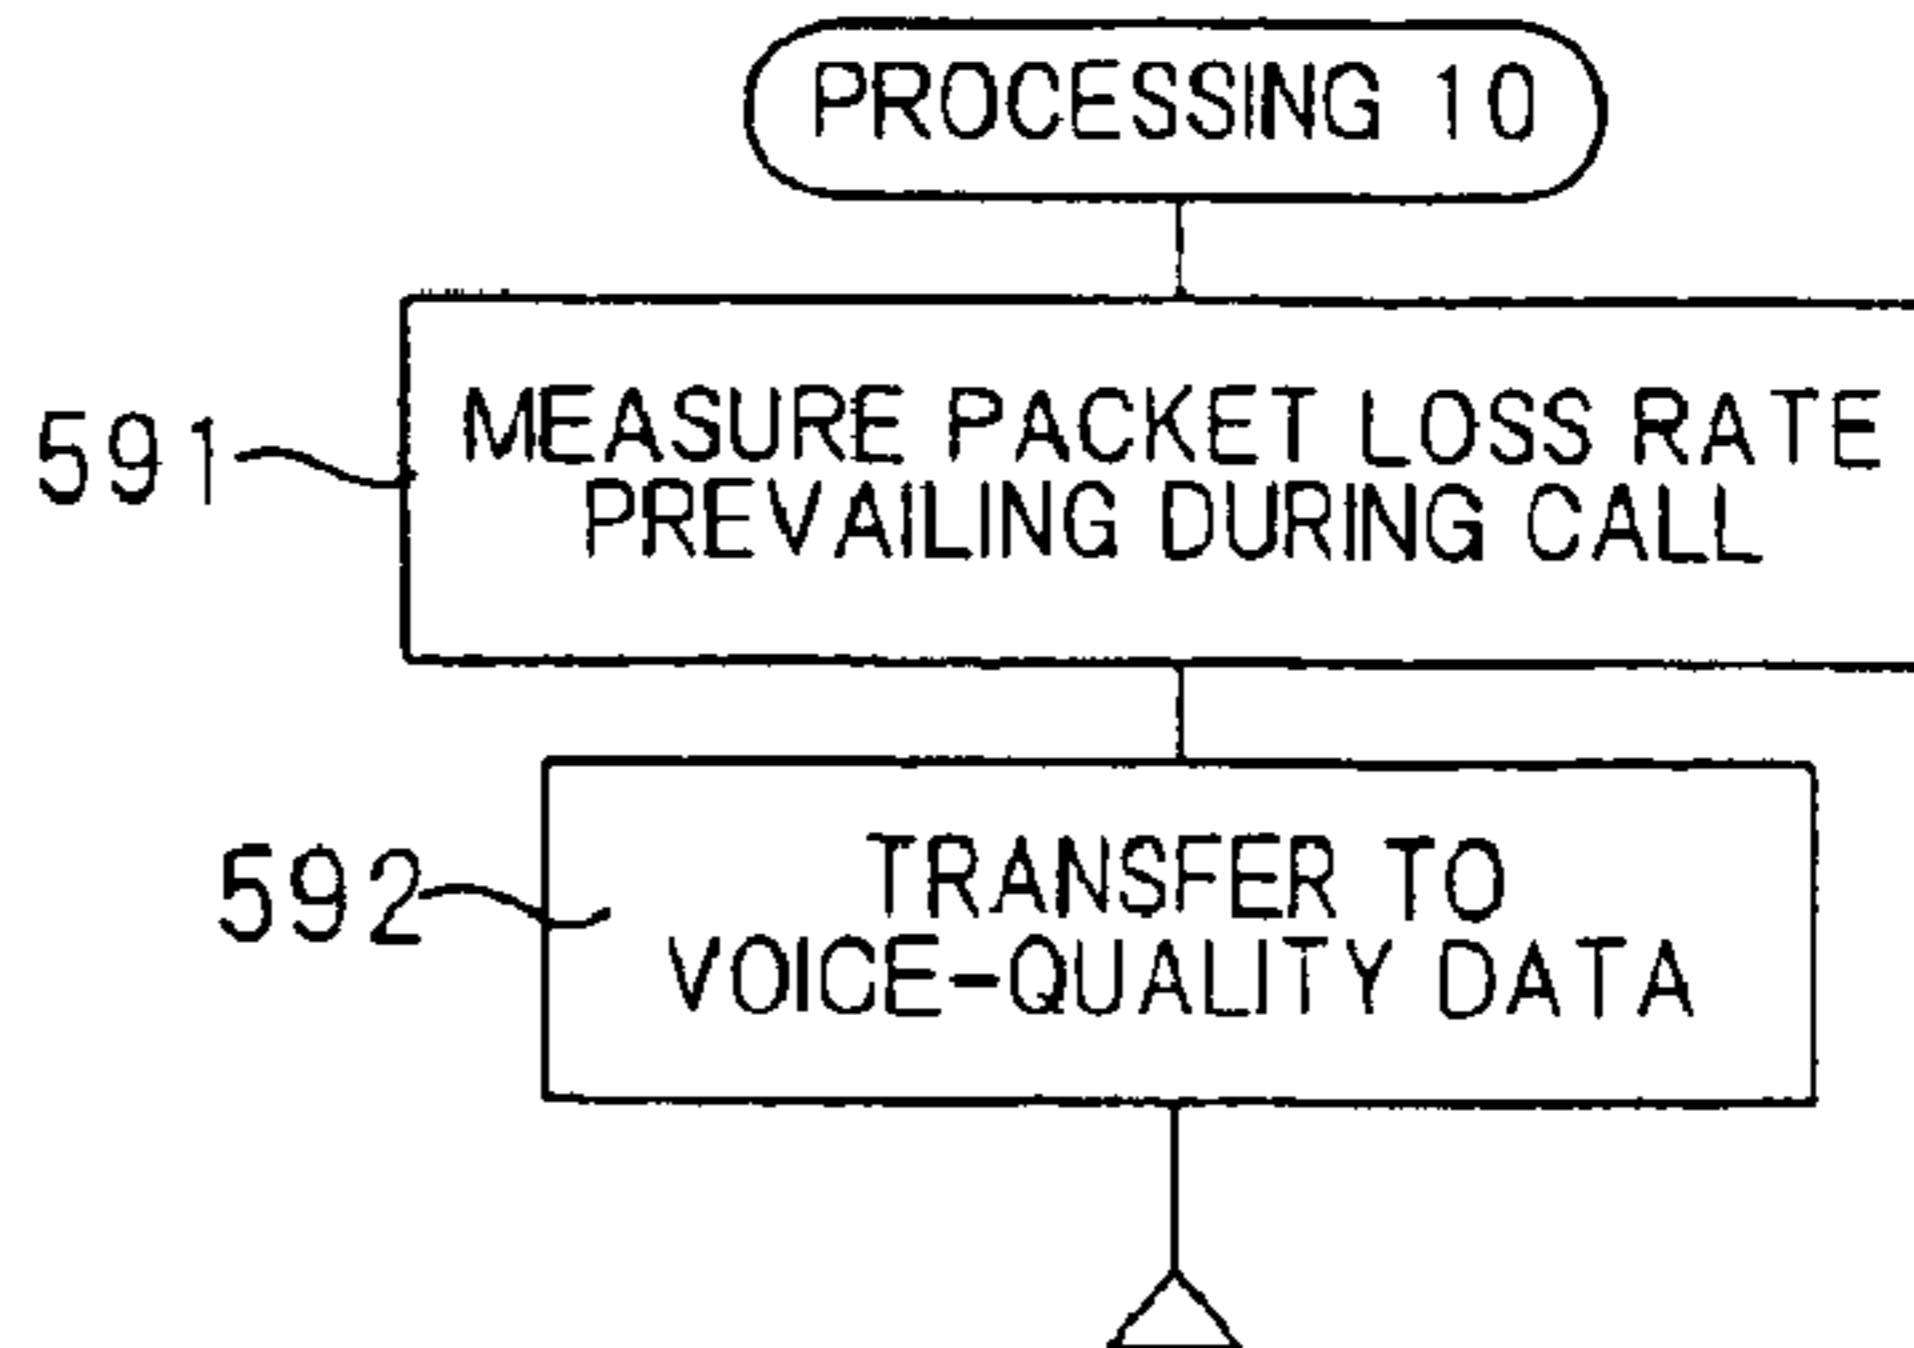 PROCESSING 10
591
MEASURE PACKET LOSS RATE
PREVAILING DURING CALL
592
TRANSFER TO
VOICE-QUALITY DATA